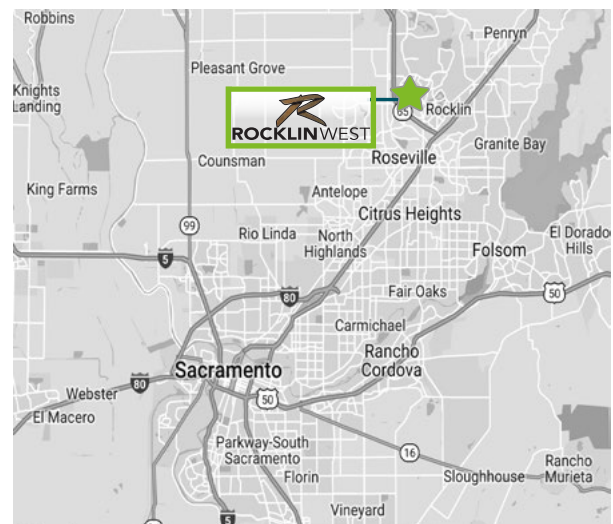 Robbins
Penryn
Pleasant Grove
Knights
Landing
R
ROCKLINWEST
65
Rocklin
Granite Bay
Counsman
Roseville
King Farms
Antelope
Citrus Heights
99
Rio Linda
North
Highlands
El Dorado
Hills
Folsom
5
80
Fair Oaks
50
Carmichael
Rancho
Cordova
Sacramento
80
Webster
50
El Macero
Parkway-South
Sacramento
16
Rancho
Murieta
Florin
Sloughhouse
Vineyard
5